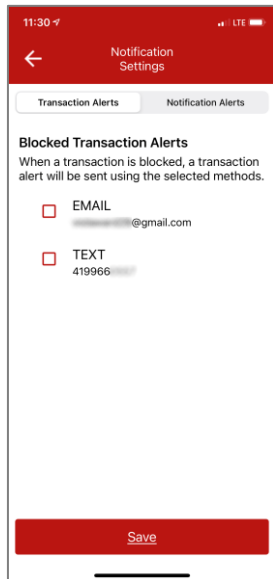 11:30
LTE
Notification
Settings
Transaction Alerts
Notification Alerts
Blocked Transaction Alerts
When a transaction is blocked, a transaction
alert will be sent using the selected methods.
EMAIL
@gmail.com
TEXT
419966
Save